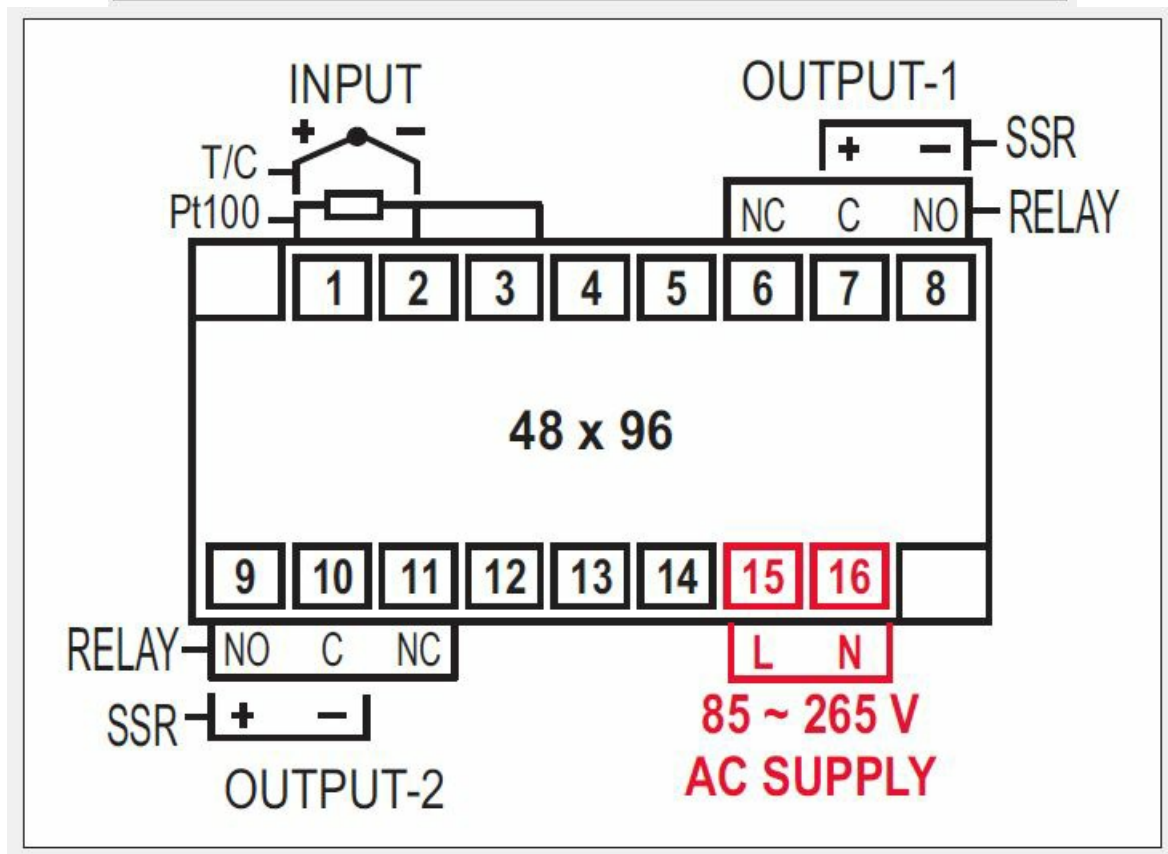 INPUT
OUTPUT-1
+ −
T/C
+ − SSR
Pt100
NC C NO RELAY
1 2 3 4 5 6 7 8
48 x 96
9 10 11 12 13 14 15 16
RELAY NO C NC
L N
SSR + −
85 ~ 265 V
AC SUPPLY
OUTPUT-2